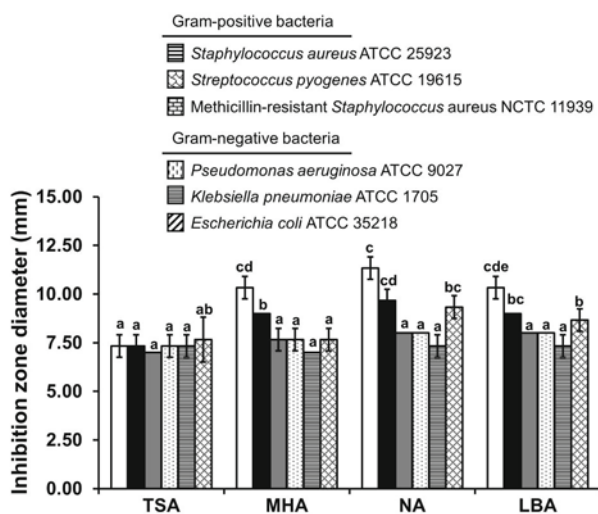 Gram-positive bacteria
Staphylococcus aureus ATCC 25923
Streptococcus pyogenes ATCC 19615
Methicillin-resistant Staphylococcus aureus NCTC 11939
Gram-negative bacteria
Pseudomonas aeruginosa ATCC 9027
Klebsiella pneumoniae ATCC 1705
Escherichia coli ATCC 35218
Inhibition zone diameter (mm)
15.00
12.50
10.00
7.50
5.00
2.50
0.00
a a a a a ab
cd b a a a a
c cd a a a bc
cde bc a a a b
TSA MHA NA LBA